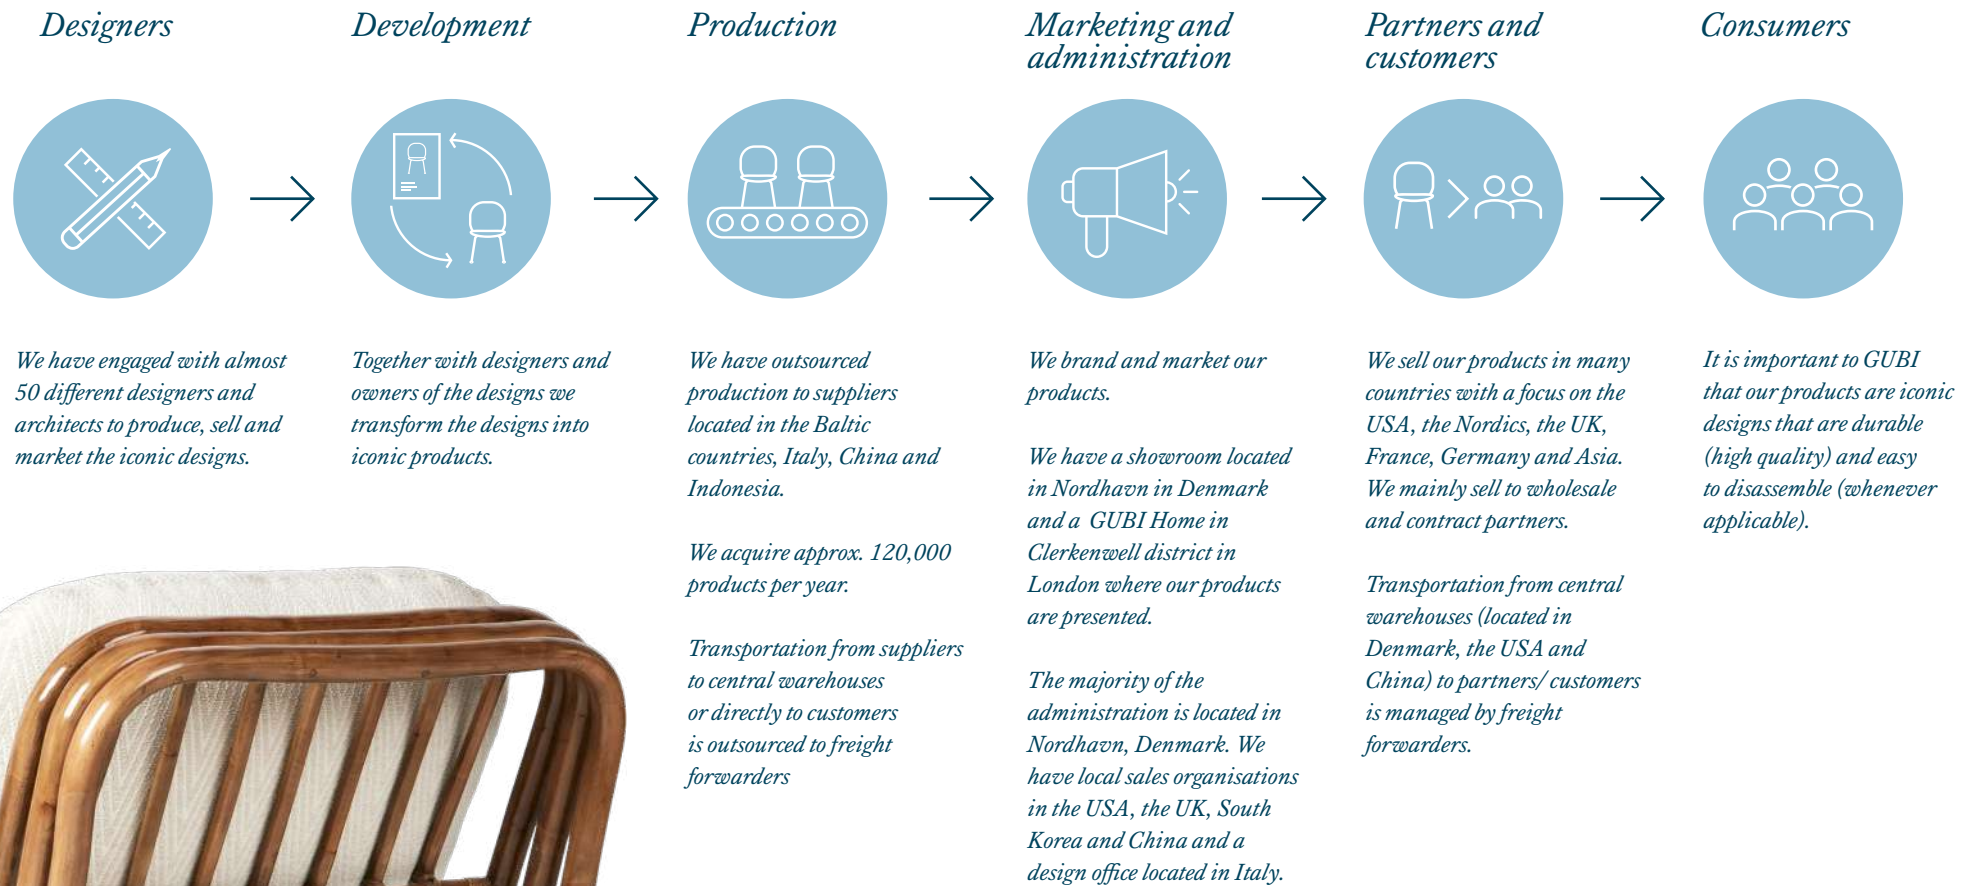 Designers
We have engaged with almost
50 different designers and
architects to produce, sell and
market the iconic designs.
Development
Together with designers and
owners of the designs we
transform the designs into
iconic products.
Production
We have outsourced
production to suppliers
located in the Baltic
countries, Italy, China and
Indonesia.
We acquire approx. 120,000
products per year.
Transportation from suppliers
to central warehouses
or directly to customers
is outsourced to freight
forwarders
Marketing and
administration
We brand and market our
products.
We have a showroom located
in Nordhavn in Denmark
and a GUBI Home in
Clerkenwell district in
London where our products
are presented.
The majority of the
administration is located in
Nordhavn, Denmark. We
have local sales organisations
in the USA, the UK, South
Korea and China and a
design office located in Italy.
Partners and
customers
We sell our products in many
countries with a focus on the
USA, the Nordics, the UK,
France, Germany and Asia.
We mainly sell to wholesale
and contract partners.
Transportation from central
warehouses (located in
Denmark, the USA and
China) to partners/ customers
is managed by freight
forwarders.
Consumers
It is important to GUBI
that our products are iconic
designs that are durable
(high quality) and easy
to disassemble (whenever
applicable).